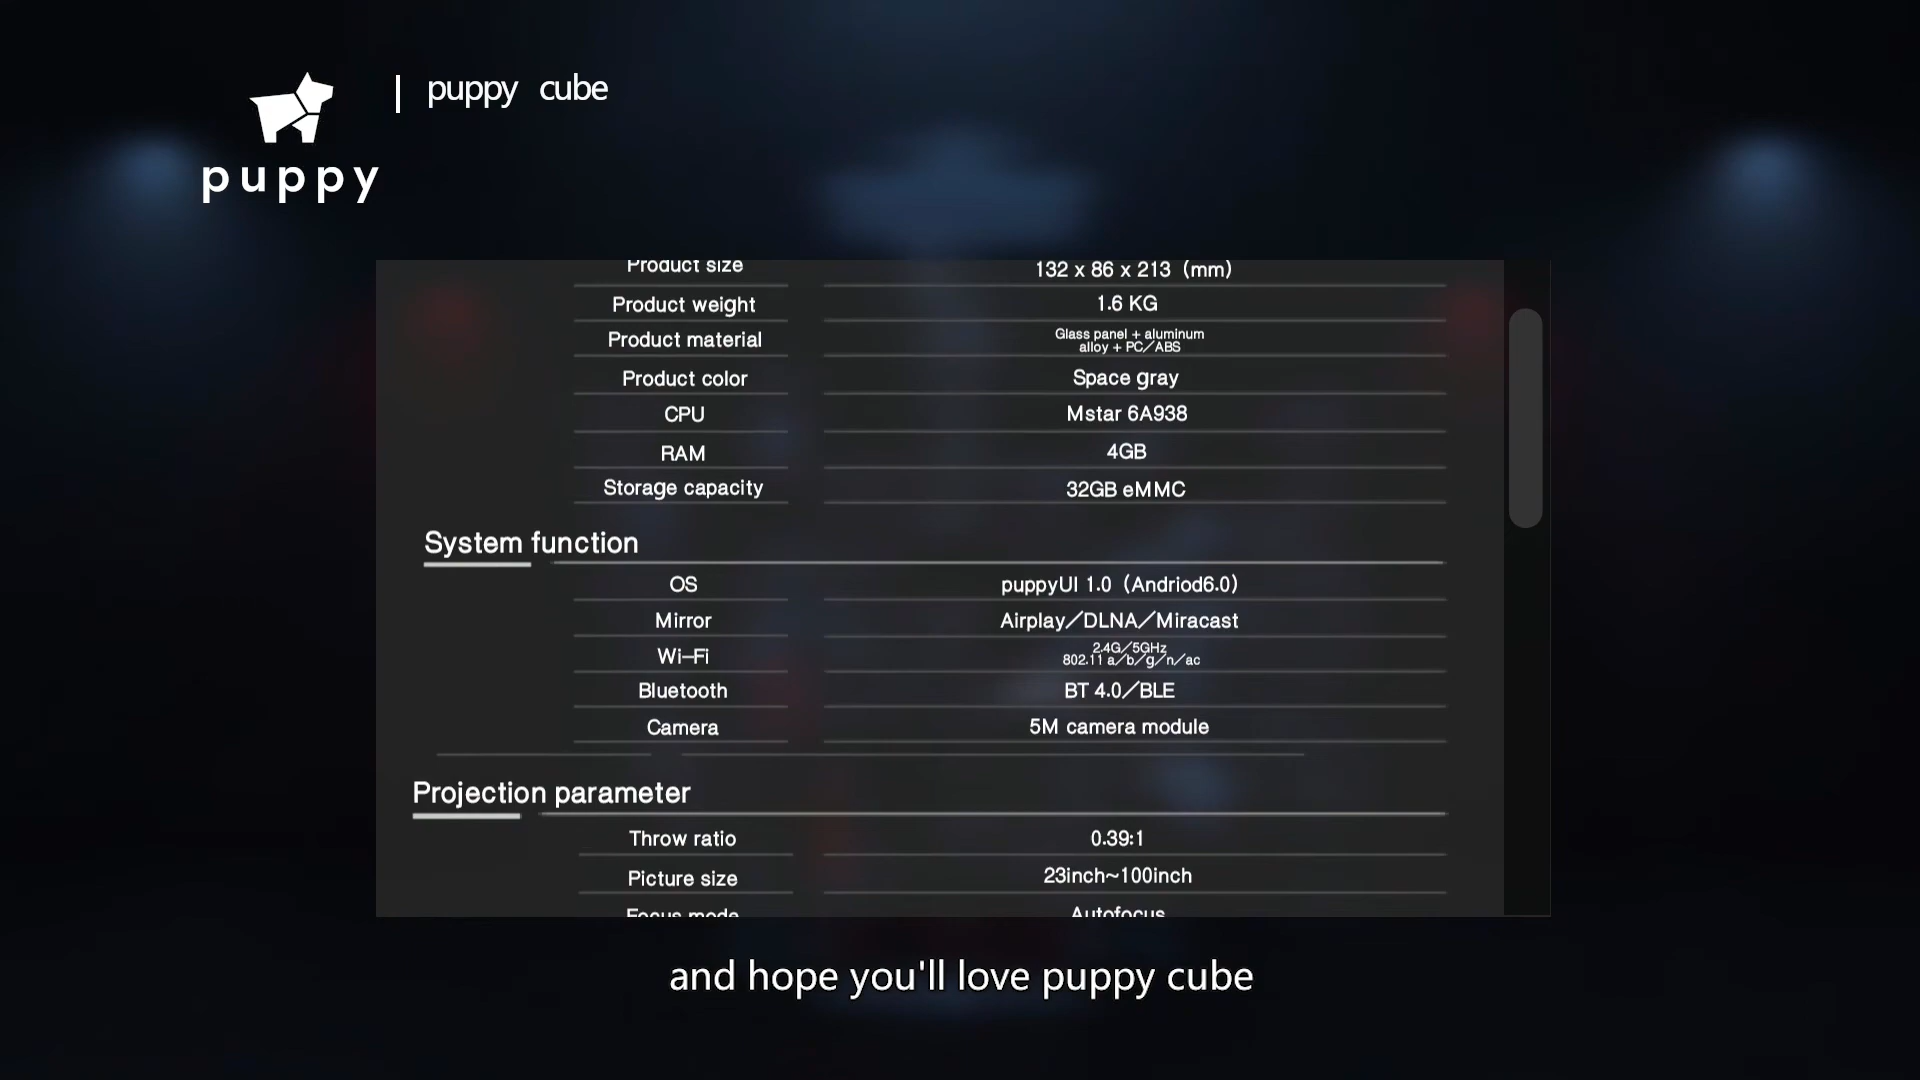 puppy cube
puppy
Product size 132 x 86 x 213 (mm)
Product weight 1.6 KG
Product material Glass panel + aluminum
alloy + PC/ABS
Product color Space gray
CPU Mstar 6A938
RAM 4GB
Storage capacity 32GB eMMC
System function
OS puppyUI 1.0 (Andriod6.0)
Mirror Airplay/DLNA/Miracast
Wi-Fi 2.4G/5GHz
802.11 a/b/g/n/ac
Bluetooth BT 4.0/BLE
Camera 5M camera module
Projection parameter
Throw ratio 0.39:1
Picture size 23inch~100inch
Focus mode Autofocus
and hope you'll love puppy cube